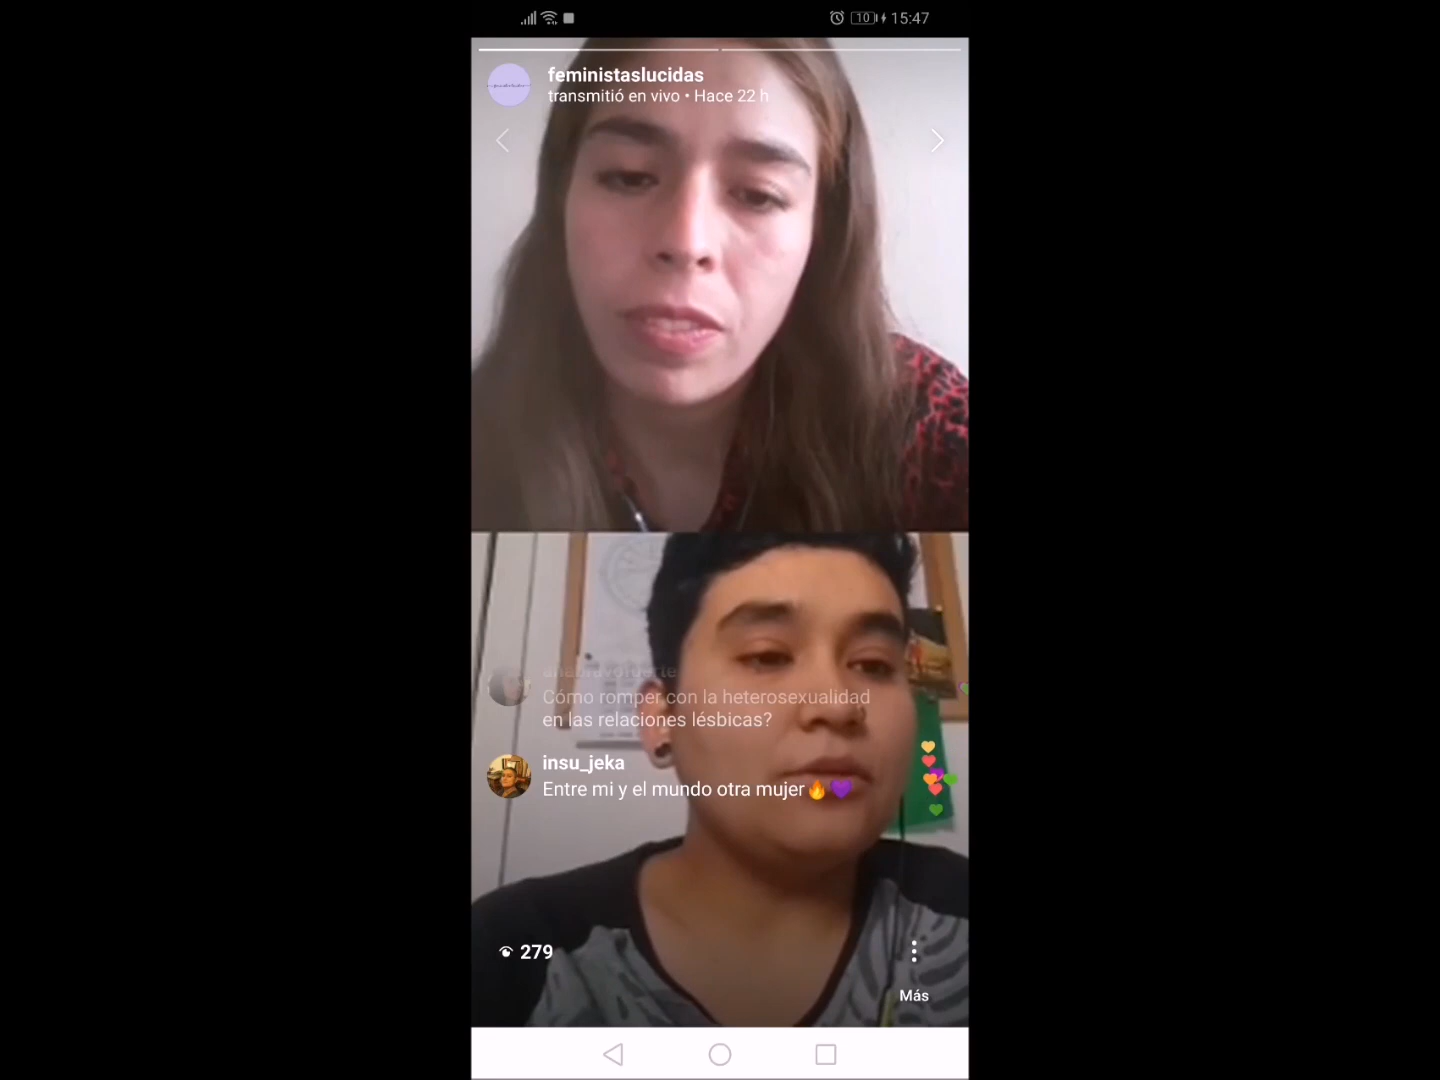 10 15:47
feministaslucidas
transmitió en vivo • Hace 22 h
Cómo romper con la heterosexualidad
en las relaciones lésbicas?
insu_jeka
Entre mi y el mundo otra mujer🔥💜
279
Más